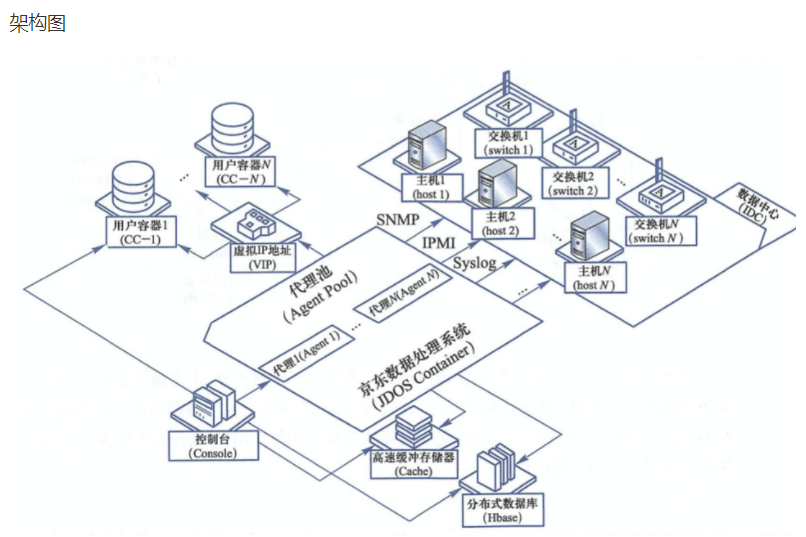 架构图
用户容器N
(CC－N)
...
用户容器1
(CC－1)
虚拟IP地址
(VIP)
交换机1
(switch 1)
交换机2
(switch 2)
...
交换机N
(switch N)
主机1
(host 1)
主机2
(host 2)
...
主机N
(host N)
数据中心
(IDC)
SNMP
IPMI
Syslog
...
代理池
(Agent Pool)
代理N(Agent N)
...
代理1(Agent 1)
京东数据处理系统
(JDOS Container)
控制台
(Console)
高速缓冲存储器
(Cache)
分布式数据库
(Hbase)